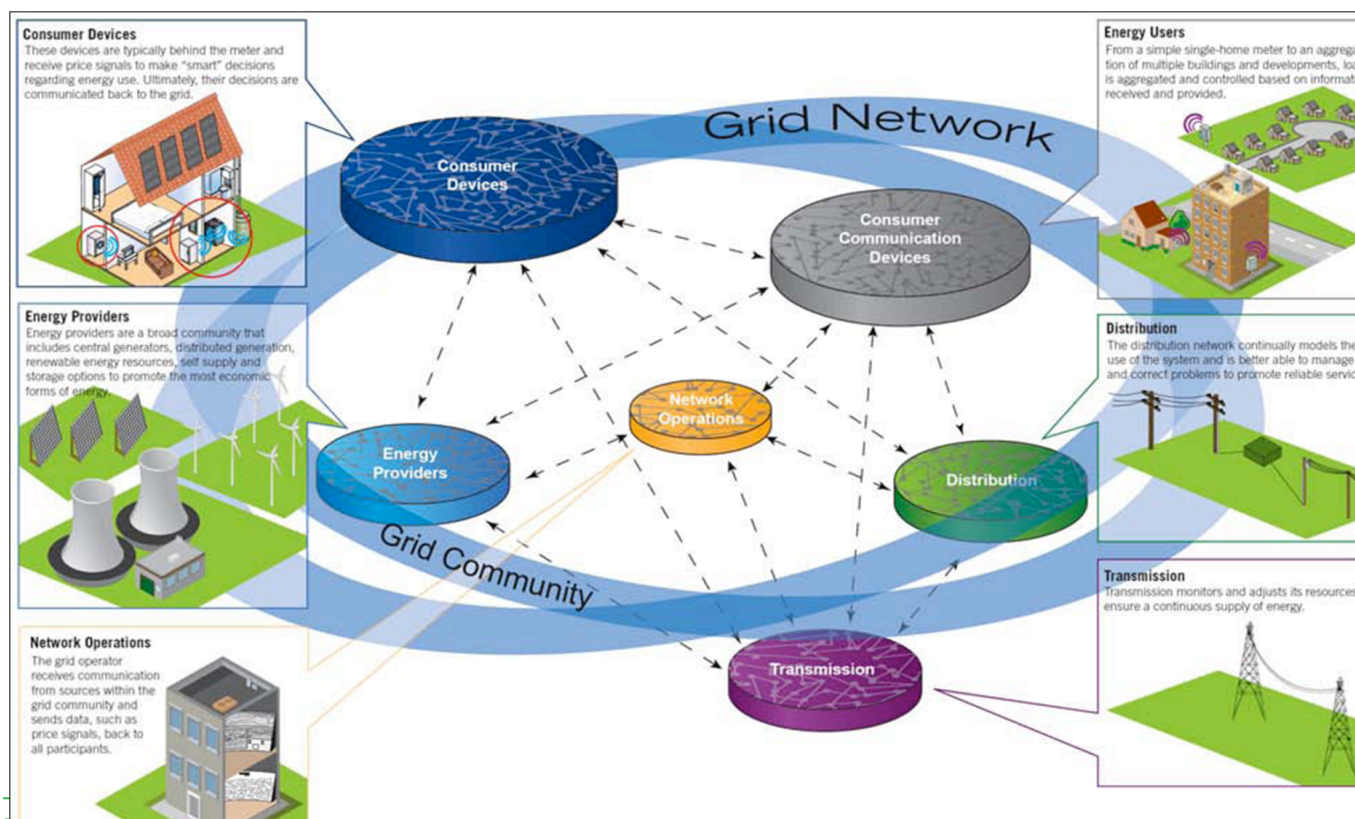 Consumer Devices
These devices are typically behind the meter and
receive price signals to make “smart” decisions
regarding energy use. Ultimately, their decisions are
communicated back to the grid.
Energy Providers
Energy providers are a broad community that
includes central generators, distributed generation,
renewable energy resources, self supply and
storage options to promote the most economic
forms of energy.
Network Operations
The grid operator
receives communication
from sources within the
grid community and
sends data, such as
price signals, back to
all participants.
Grid Network
Consumer
Devices
Consumer
Communication
Devices
Network
Operations
Energy
Providers
Distribution
Grid Community
Transmission
Energy Users
From a simple single-home meter to an aggrega
tion of multiple buildings and developments, loa
is aggregated and controlled based on informati
received and provided.
Distribution
The distribution network continually models the
use of the system and is better able to manage
and correct problems to promote reliable servic
Transmission
Transmission monitors and adjusts its resources
ensure a continuous supply of energy.